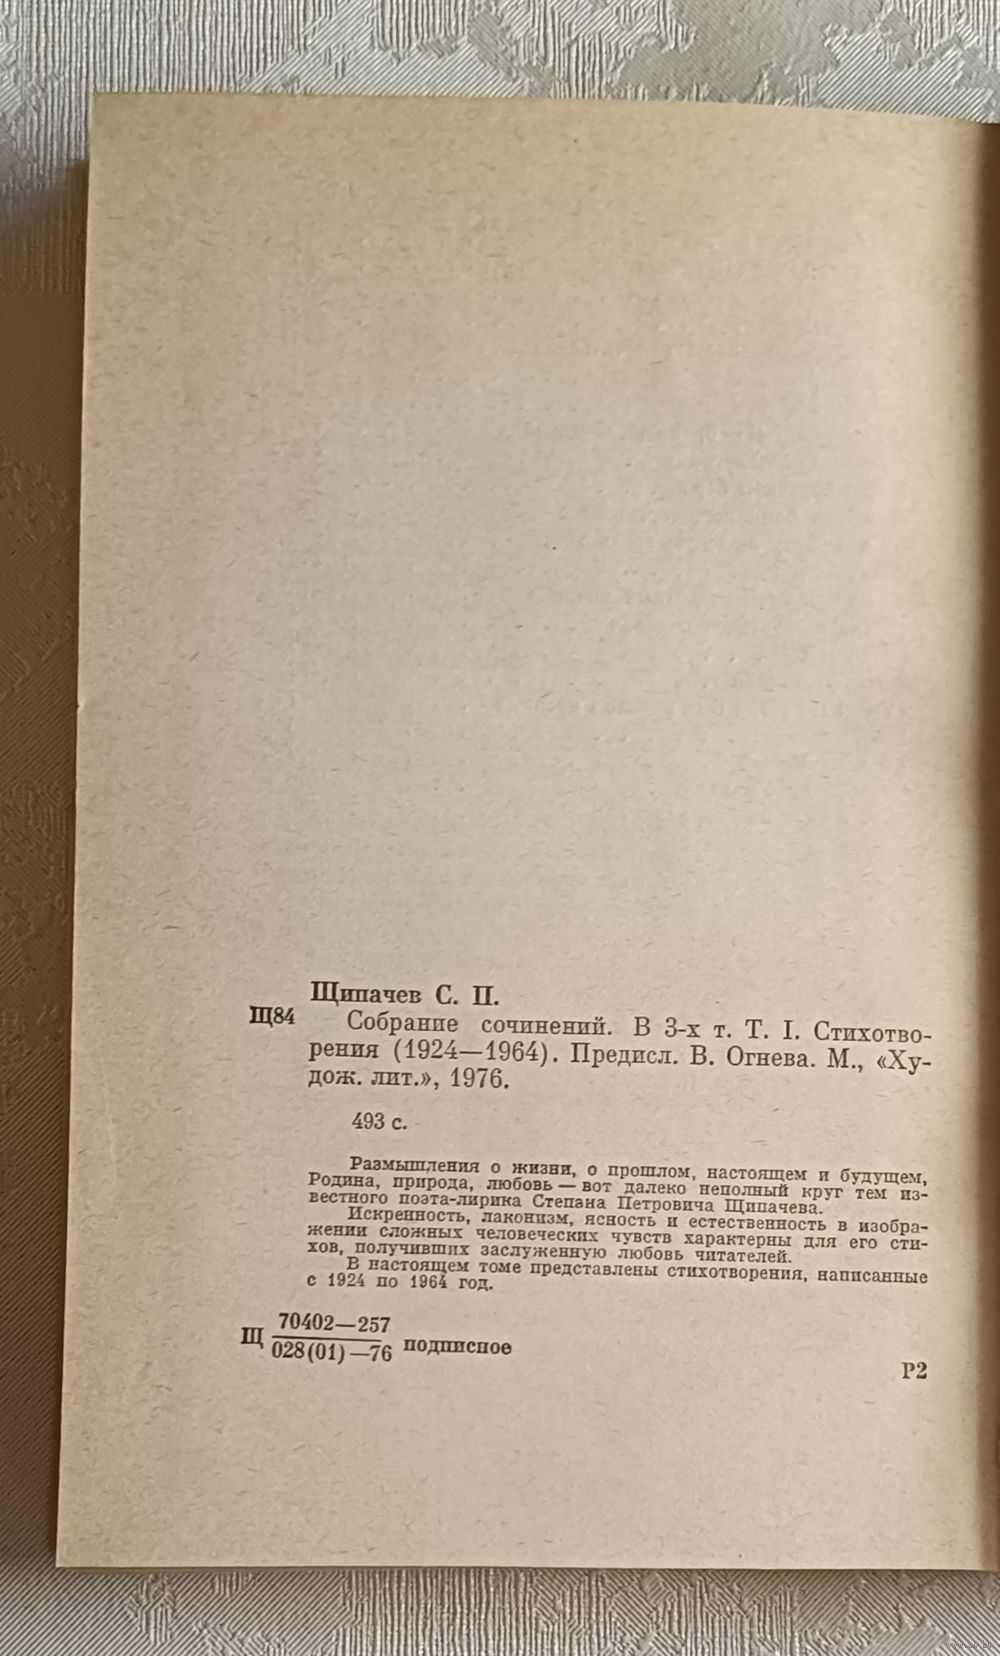 Щипачев С. П.
Щ84
Собрание сочинений. В 3-х т. Т. I. Стихотво-
рения (1924—1964). Предисл. В. Огнева. М., «Ху-
дож. лит.», 1976.
493 с.
Размышления о жизни, о прошлом, настоящем и будущем,
Родина, природа, любовь — вот далеко неполный круг тем из-
вестного поэта-лирика Степана Петровича Щипачева.
Искренность, лаконизм, ясность и естественность в изобра-
жении сложных человеческих чувств характерны для его сти-
хов, получивших заслуженную любовь читателей.
В настоящем томе представлены стихотворения, написанные
с 1924 по 1964 год.
70402—257
Щ
028(01)—76
подписное
Р2